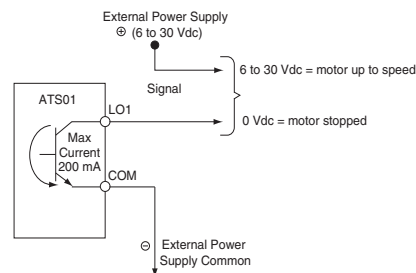 External Power Supply
⊕ (6 to 30 Vdc)
6 to 30 Vdc = motor up to speed
Signal
ATS01
LO1
0 Vdc = motor stopped
Max
Current
200 mA
COM
⊖ External Power
Supply Common